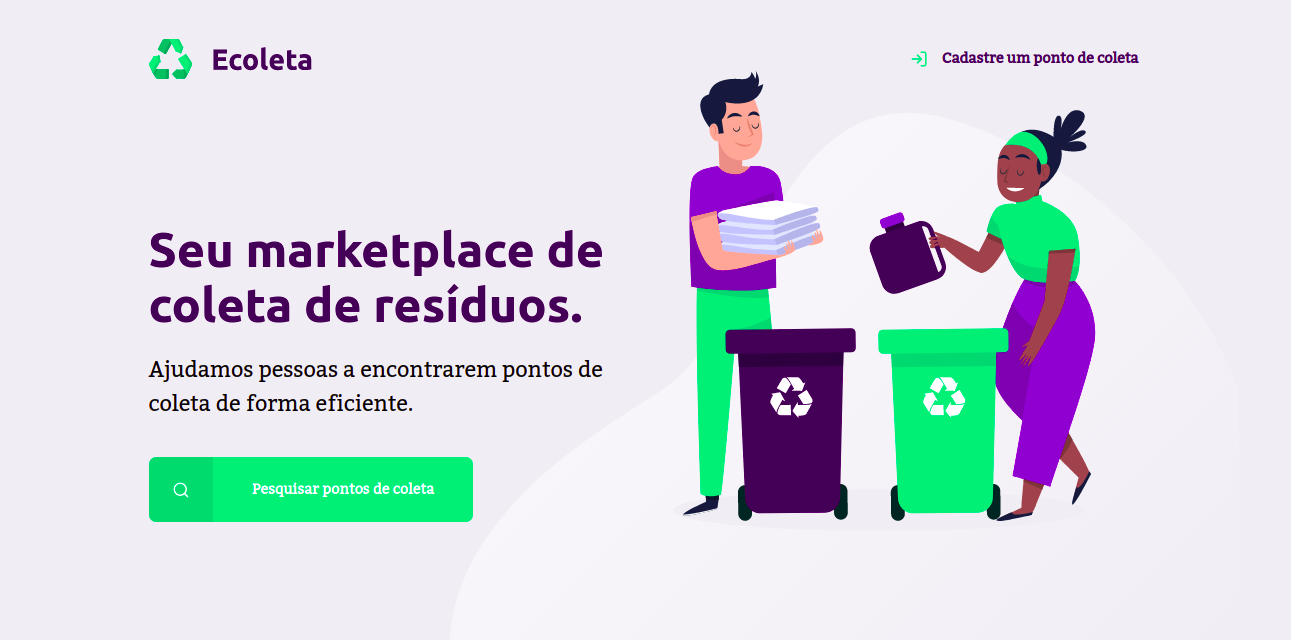 Ecoleta
Cadastre um ponto de coleta
Seu marketplace de
coleta de resíduos.
Ajudamos pessoas a encontrarem pontos de
coleta de forma eficiente.
Pesquisar pontos de coleta